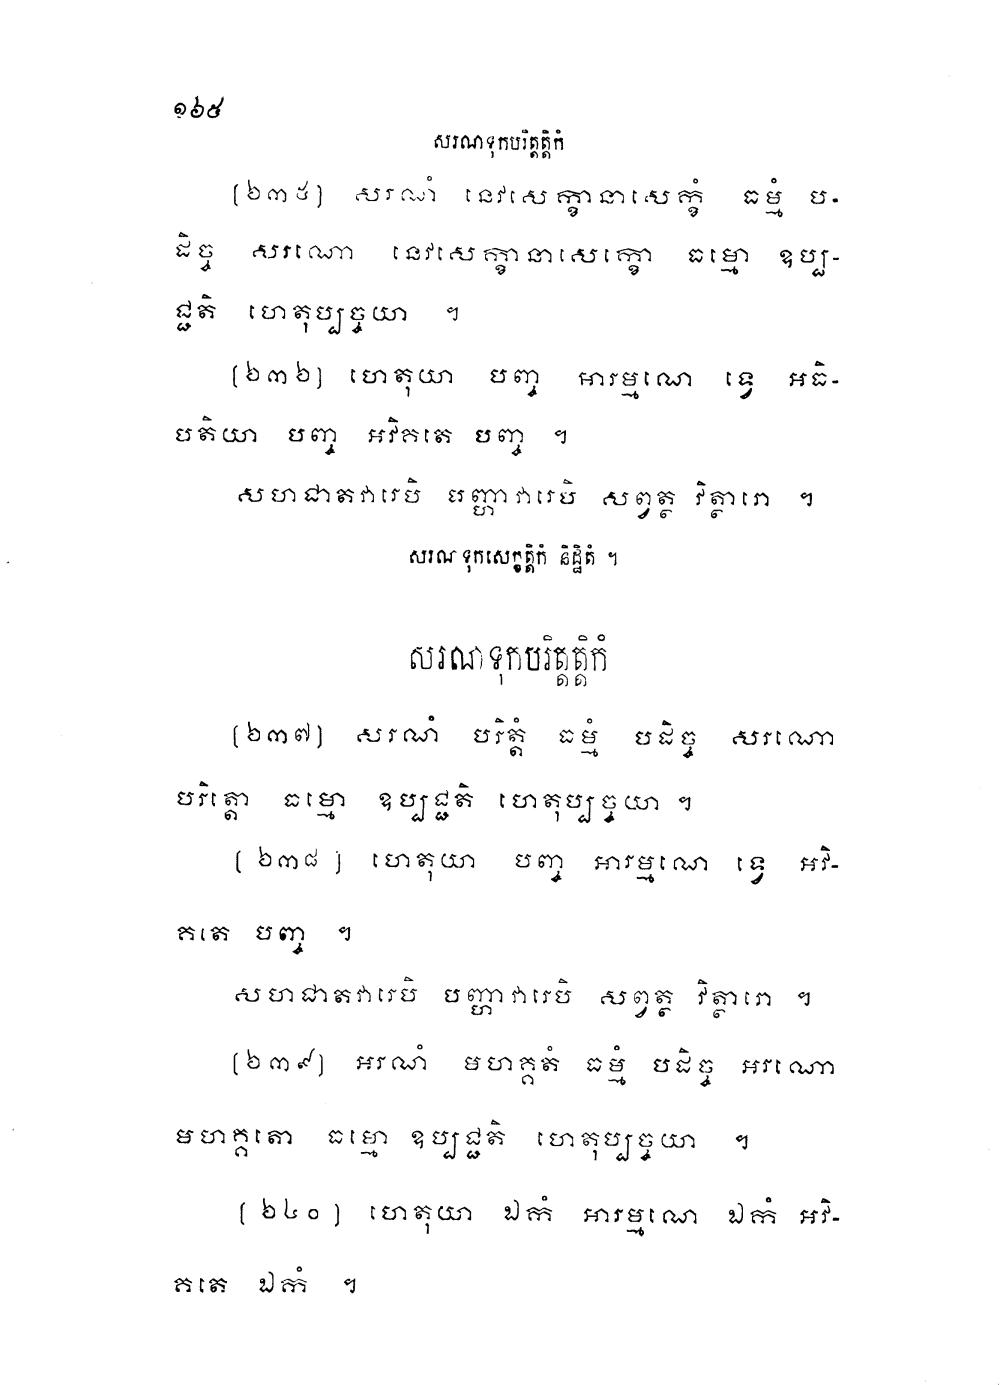 ១៦៥
សរណទុកបរិត្តត្តិកំ
(២៣៥) សរណំ នេវសេក្ខានាសេក្ខំ ធម្មំ ប-
ដិច្ច សរណោ នេវសេក្ខានាសេក្ខោ ធម្មោ ឧប្ប-
ជ្ជតិ ហេតុប្បច្ចយា ។
(២៣៦) ហេតុយា បញ្ច អារម្មណេ ទ្វេ អធិ-
បតិយា បញ្ច អវិគតេ បញ្ច ។
សហជាតវារេបិ បញ្ហាវារេបិ សព្វត្ថ វិត្ថារោ ។
សរណទុកសេក្ខត្តិកំ និដ្ឋិតំ ។
សរណទុកបរិត្តត្តិកំ
(២៣៧) សរណំ បរិត្តំ ធម្មំ បដិច្ច សរណោ
បរិត្តោ ធម្មោ ឧប្បជ្ជតិ ហេតុប្បច្ចយា ។
(២៣៨) ហេតុយា បញ្ច អារម្មណេ ទ្វេ អវិ-
គតេ បញ្ច ។
សហជាតវារេបិ បញ្ហាវារេបិ សព្វត្ថ វិត្ថារោ ។
(២៣៩) អរណំ មហគ្គតំ ធម្មំ បដិច្ច អរណោ
មហគ្គតោ ធម្មោ ឧប្បជ្ជតិ ហេតុប្បច្ចយា ។
(២៤០) ហេតុយា ឯកំ អារម្មណេ ឯកំ អវិ-
គតេ ឯកំ ។